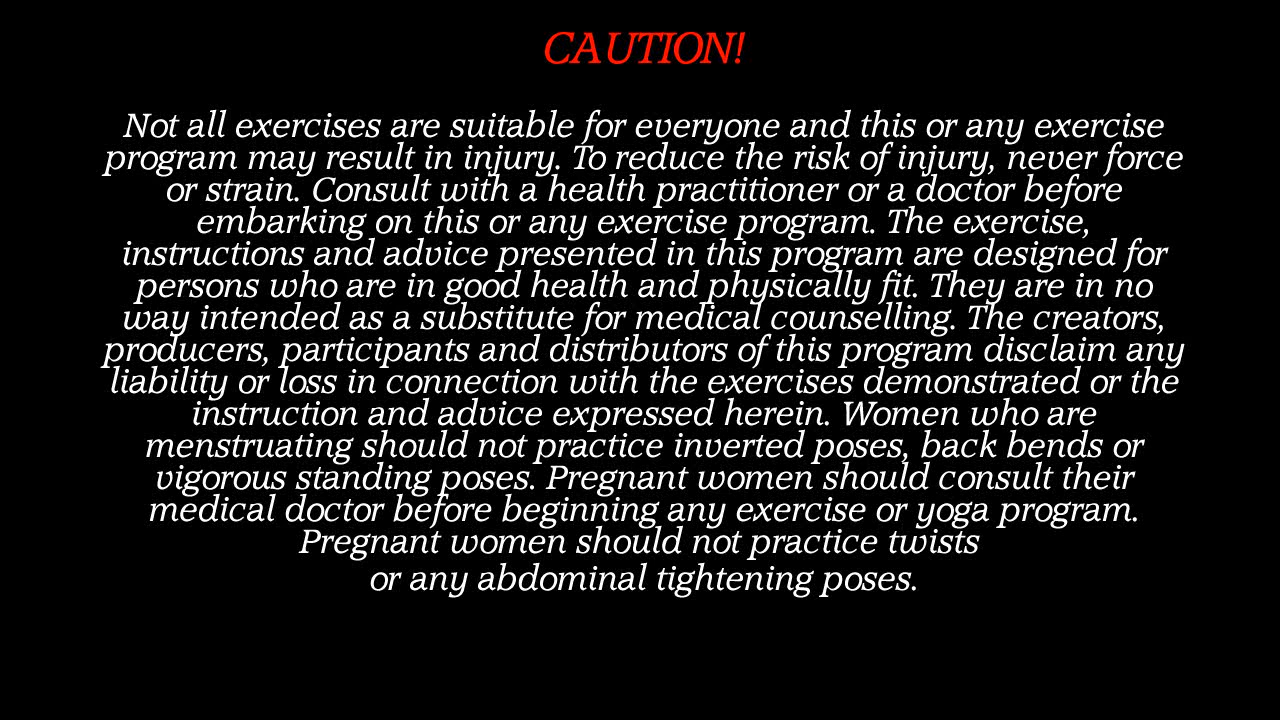 CAUTION!
Not all exercises are suitable for everyone and this or any exercise
program may result in injury. To reduce the risk of injury, never force
or strain. Consult with a health practitioner or a doctor before
embarking on this or any exercise program. The exercise,
instructions and advice presented in this program are designed for
persons who are in good health and physically fit. They are in no
way intended as a substitute for medical counselling. The creators,
producers, participants and distributors of this program disclaim any
liability or loss in connection with the exercises demonstrated or the
instruction and advice expressed herein. Women who are
menstruating should not practice inverted poses, back bends or
vigorous standing poses. Pregnant women should consult their
medical doctor before beginning any exercise or yoga program.
Pregnant women should not practice twists
or any abdominal tightening poses.